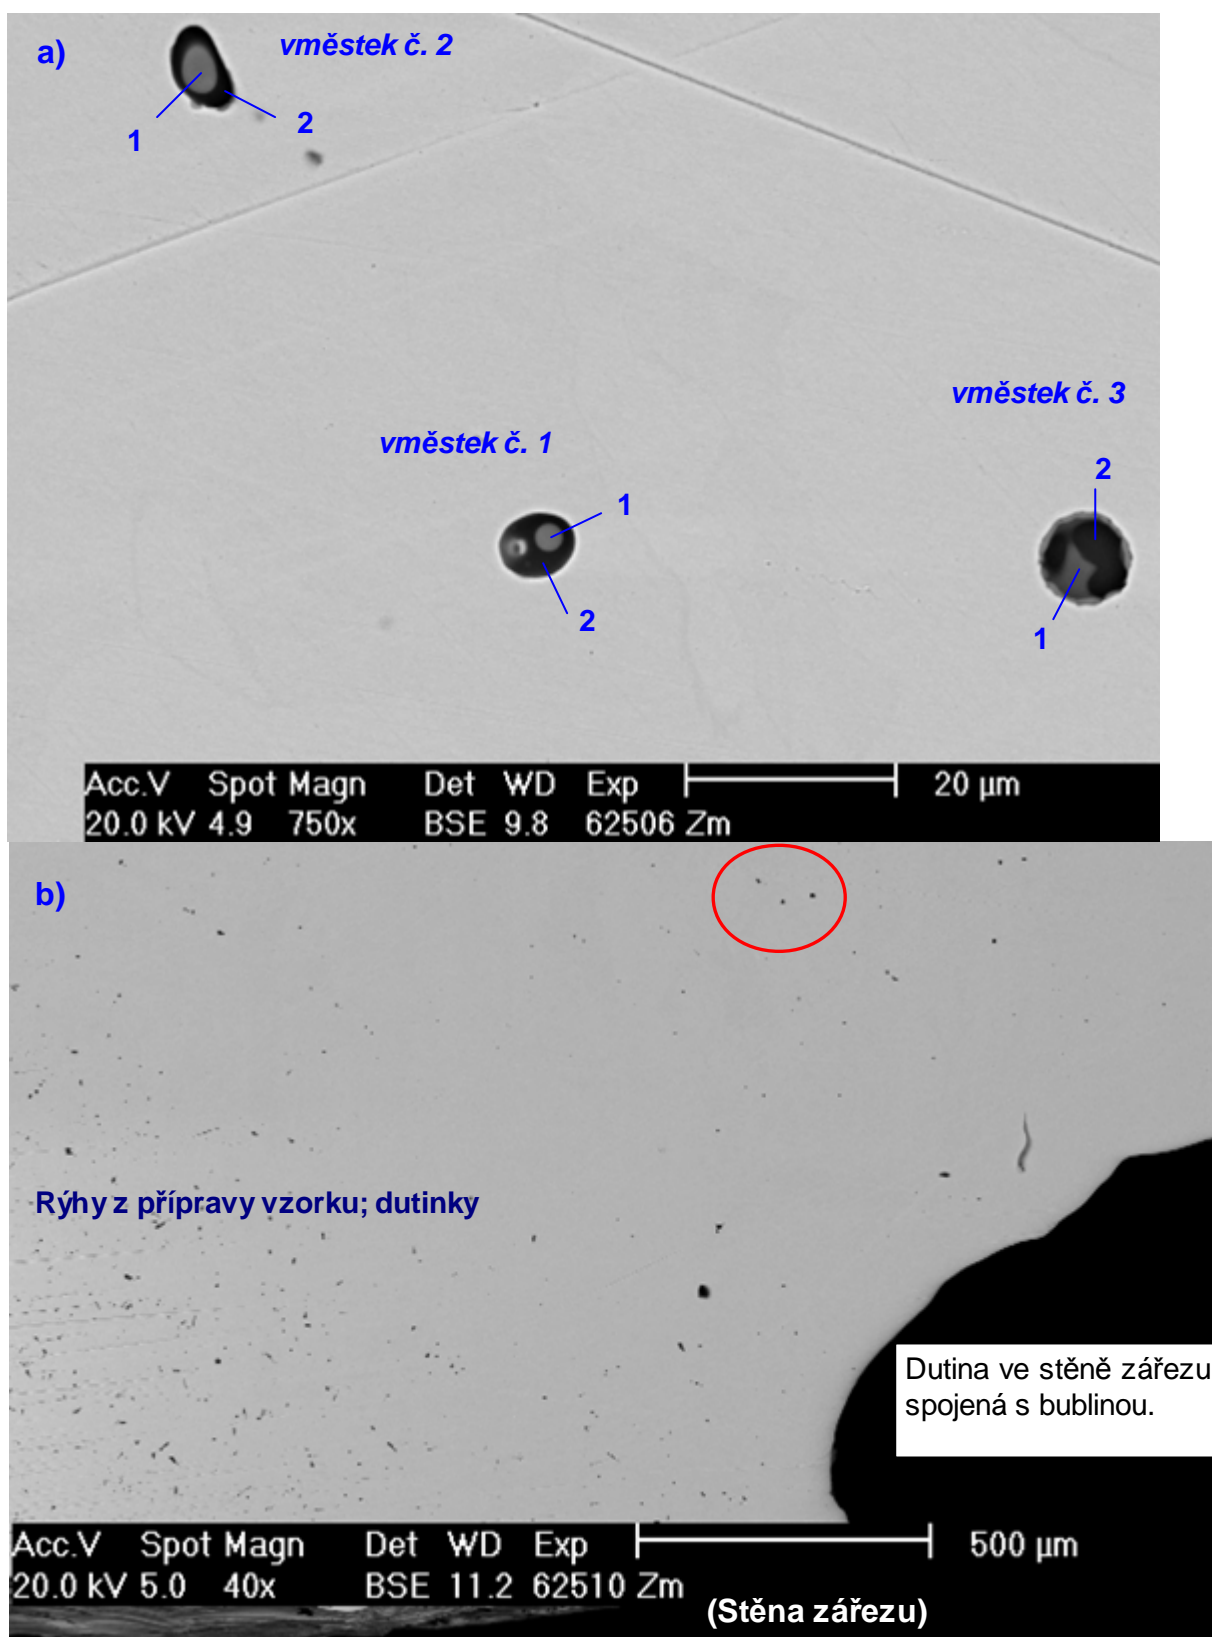 a)
vměstek č. 2
1
2
vměstek č. 3
vměstek č. 1
2
1
2
1
Acc.V Spot Magn Det WD Exp 20 µm
20.0 kV 4.9 750x BSE 9.8 62506 Zm
b)
Rýhy z přípravy vzorku; dutinky
Dutina ve stěně zářezu
spojená s bublinou.
Acc.V Spot Magn Det WD Exp 500 µm
20.0 kV 5.0 40x BSE 11.2 62510 Zm
(Stěna zářezu)